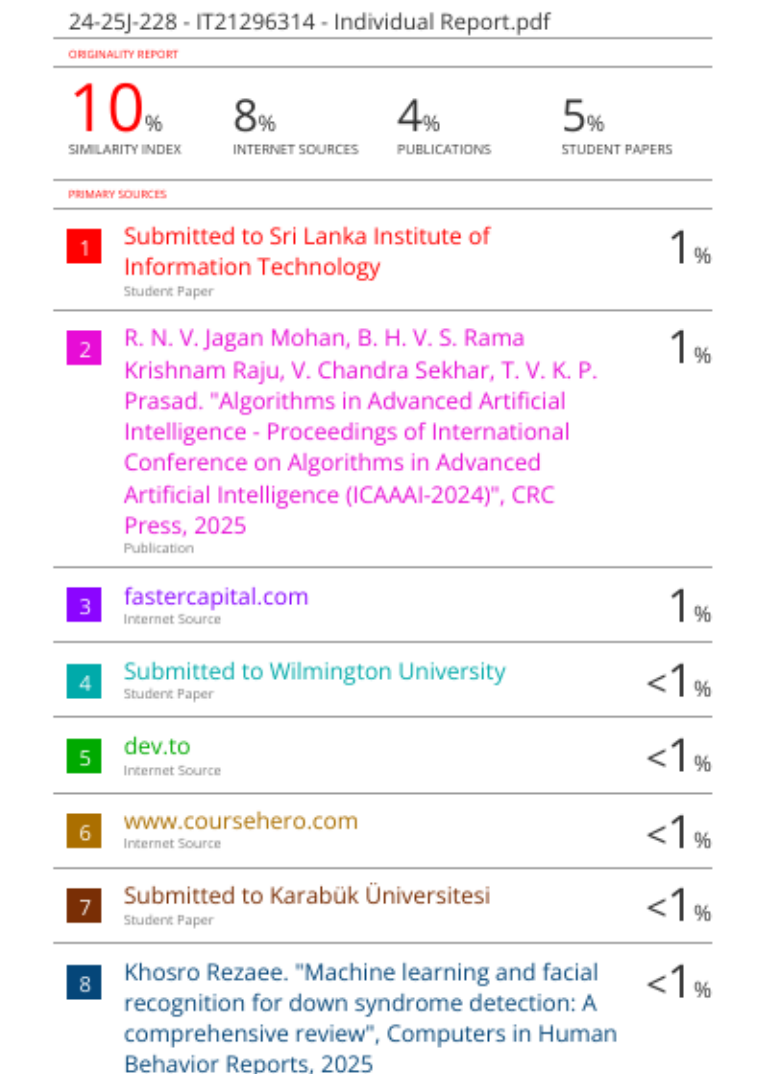 24-25J-228 - IT21296314 - Individual Report.pdf
ORIGINALITY REPORT
10%
8%
4%
5%
SIMILARITY INDEX
INTERNET SOURCES
PUBLICATIONS
STUDENT PAPERS
PRIMARY SOURCES
1
Submitted to Sri Lanka Institute of
Information Technology
Student Paper
1%
2
R. N. V. Jagan Mohan, B. H. V. S. Rama
Krishnam Raju, V. Chandra Sekhar, T. V. K. P.
Prasad. "Algorithms in Advanced Artificial
Intelligence - Proceedings of International
Conference on Algorithms in Advanced
Artificial Intelligence (ICAAAI-2024)", CRC
Press, 2025
Publication
1%
3
fastercapital.com
Internet Source
1%
4
Submitted to Wilmington University
Student Paper
<1%
5
dev.to
Internet Source
<1%
6
www.coursehero.com
Internet Source
<1%
7
Submitted to Karabük Üniversitesi
Student Paper
<1%
8
Khosro Rezaee. "Machine learning and facial
recognition for down syndrome detection: A
comprehensive review", Computers in Human
Behavior Reports, 2025
<1%